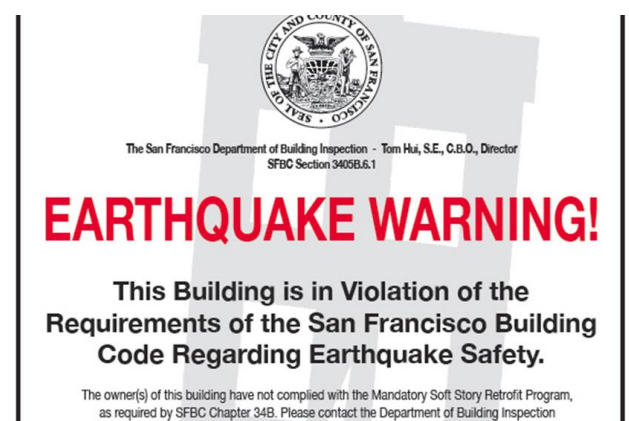 SEAL OF THE CITY AND COUNTY OF SAN FRANCISCO
The San Francisco Department of Building Inspection - Tom Hui, S.E., C.B.O., Director
SFBC Section 3405B.6.1
EARTHQUAKE WARNING!
This Building is in Violation of the
Requirements of the San Francisco Building
Code Regarding Earthquake Safety.
The owner(s) of this building have not complied with the Mandatory Soft Story Retrofit Program,
as required by SFBC Chapter 34B. Please contact the Department of Building Inspection